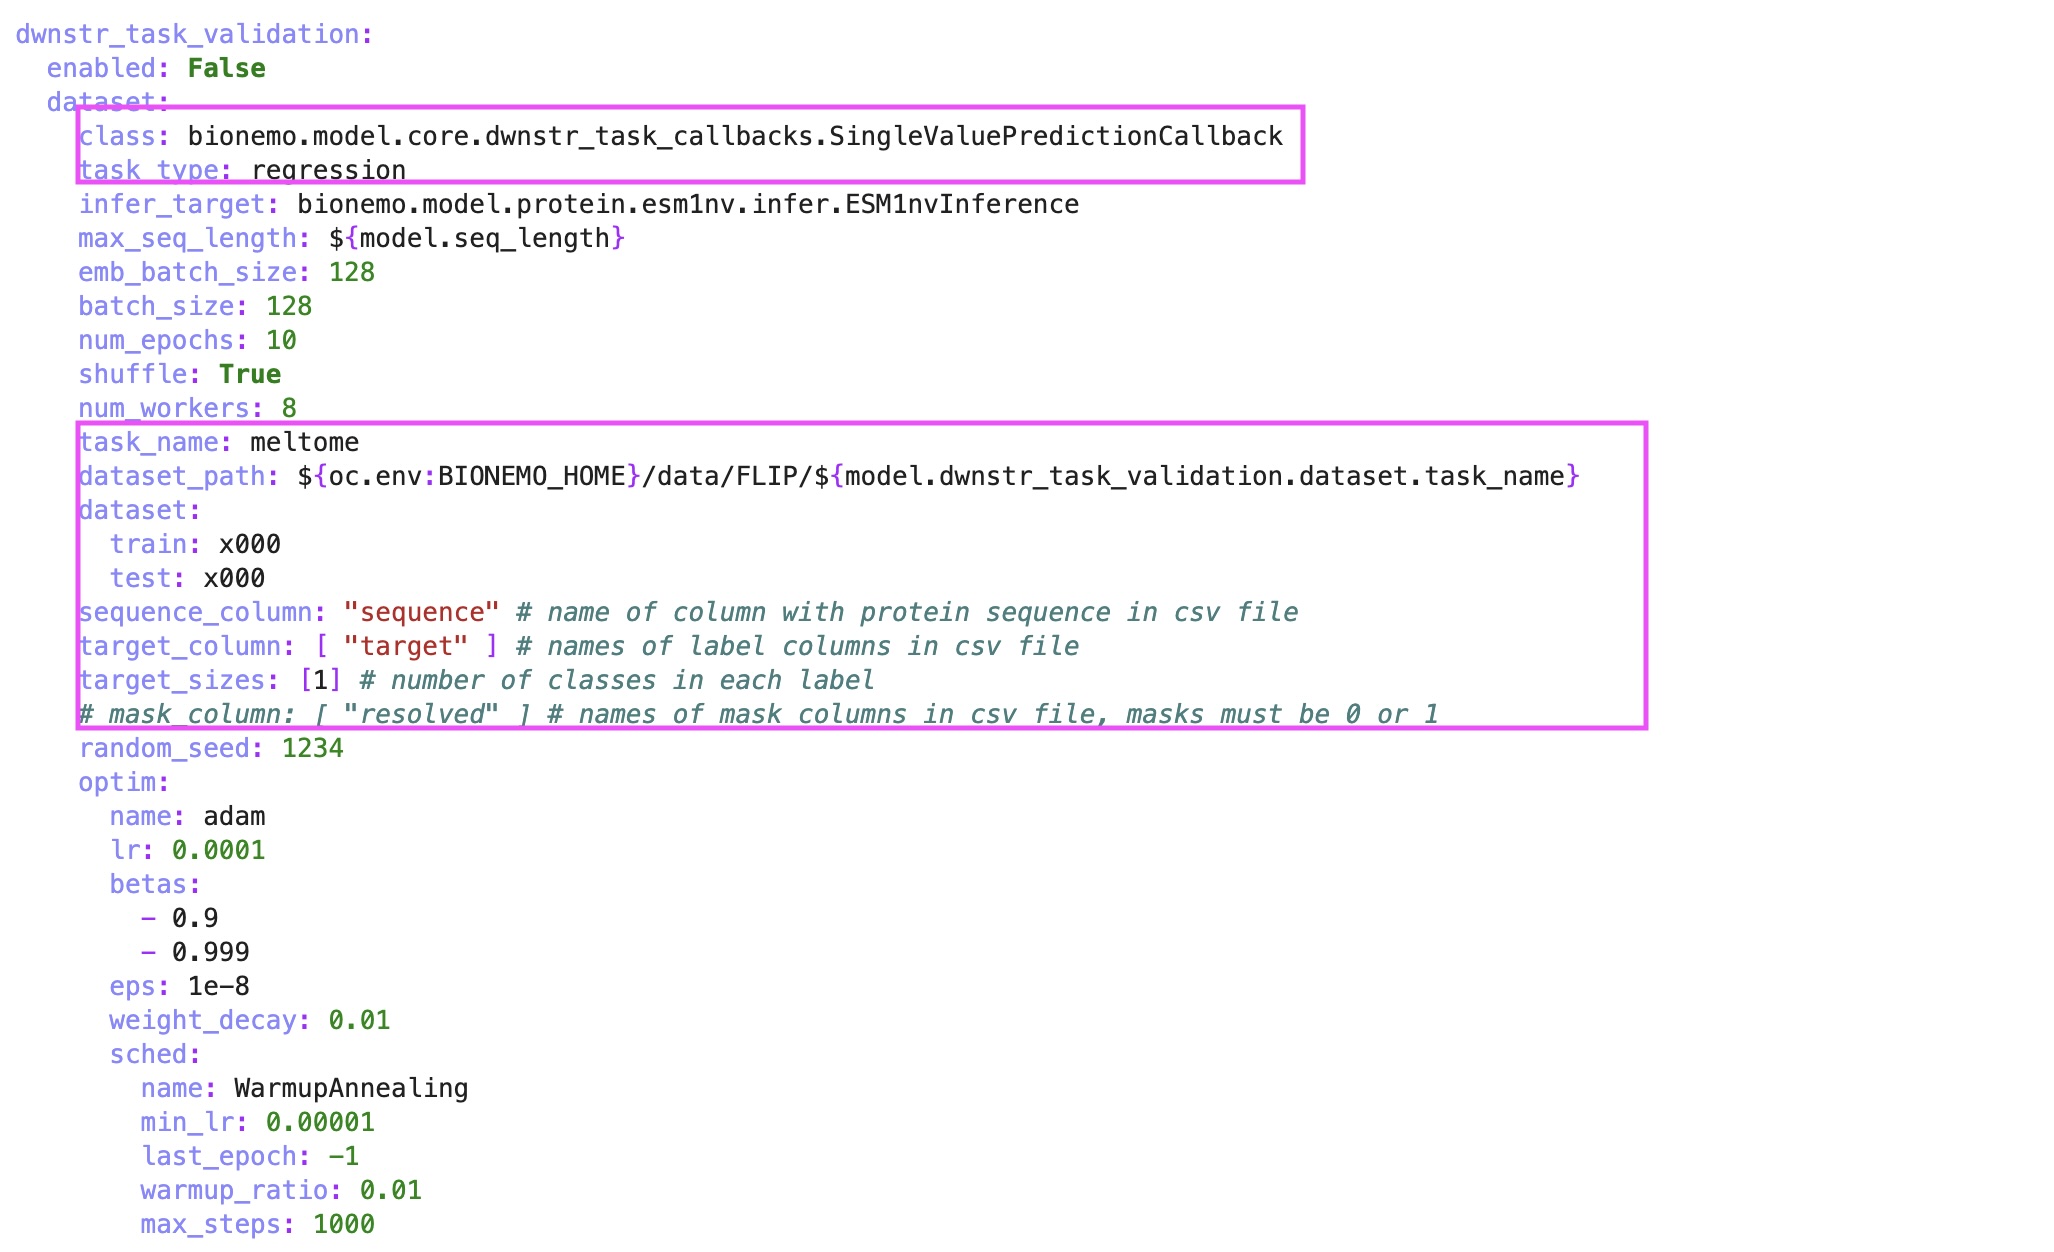 dwnstr_task_validation:
  enabled: False
  dataset:
    class: bionemo.model.core.dwnstr_task_callbacks.SingleValuePredictionCallback
    task_type: regression
    infer_target: bionemo.model.protein.esm1nv.infer.ESM1nvInference
    max_seq_length: ${model.seq_length}
    emb_batch_size: 128
    batch_size: 128
    num_epochs: 10
    shuffle: True
    num_workers: 8
    task_name: meltome
    dataset_path: ${oc.env:BIONEMO_HOME}/data/FLIP/${model.dwnstr_task_validation.dataset.task_name}
    dataset:
      train: x000
      test: x000
    sequence_column: "sequence" # name of column with protein sequence in csv file
    target_column: [ "target" ] # names of label columns in csv file
    target_sizes: [1] # number of classes in each label
    # mask_column: [ "resolved" ] # names of mask columns in csv file, masks must be 0 or 1
    random_seed: 1234
    optim:
      name: adam
      lr: 0.0001
      betas:
        - 0.9
        - 0.999
      eps: 1e-8
      weight_decay: 0.01
      sched:
        name: WarmupAnnealing
        min_lr: 0.00001
        last_epoch: -1
        warmup_ratio: 0.01
        max_steps: 1000